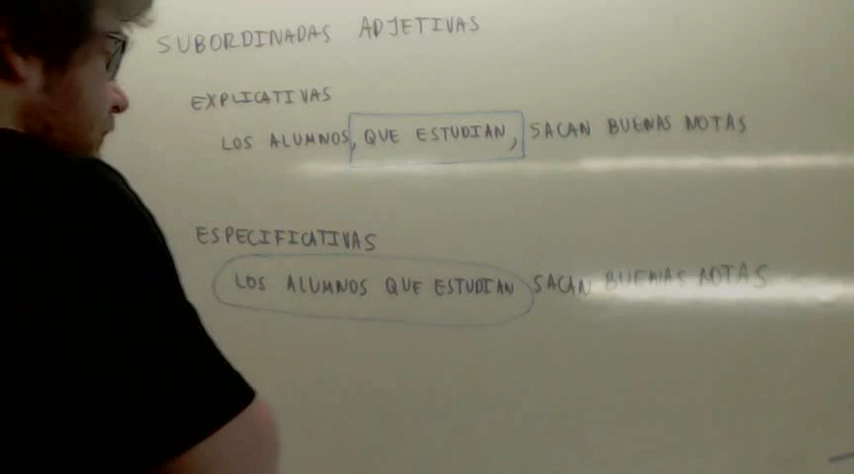 SUBORDINADAS ADJETIVAS
EXPLICATIVAS
LOS ALUMNOS, QUE ESTUDIAN, SACAN BUENAS NOTAS
ESPECIFICATIVAS
LOS ALUMNOS QUE ESTUDIAN SACAN BUENAS NOTAS